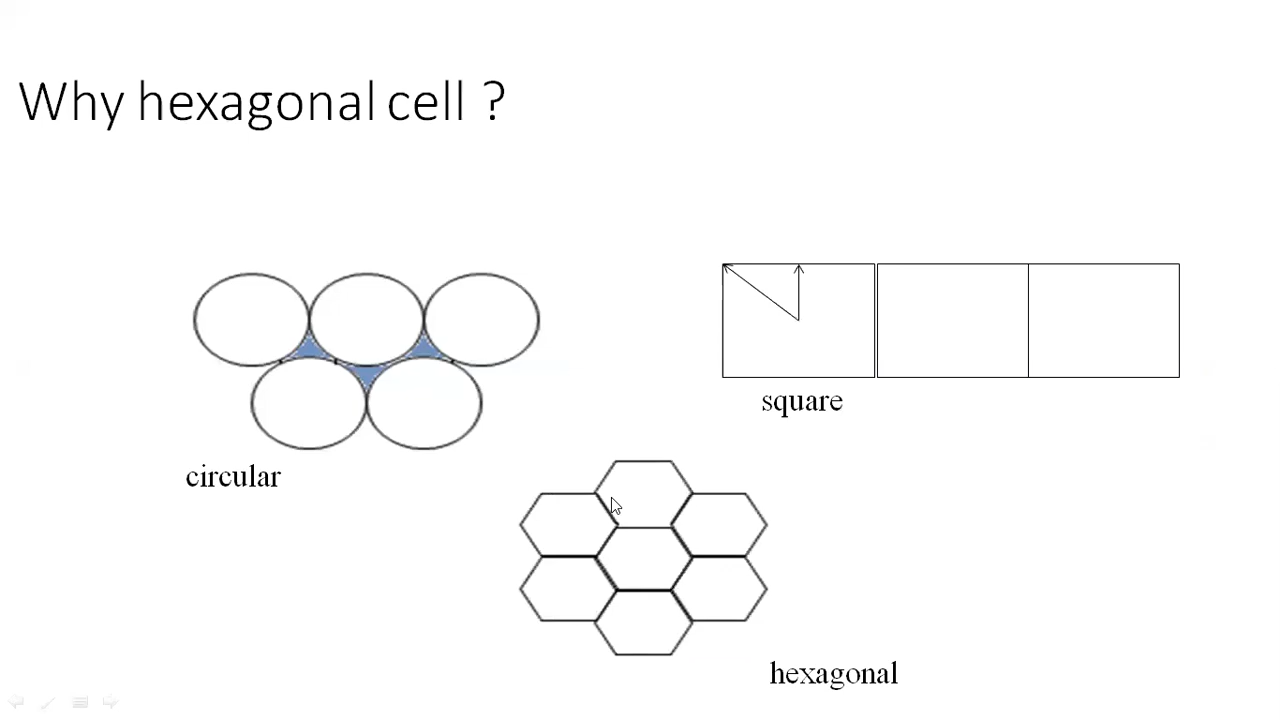 Why hexagonal cell ?
square
circular
hexagonal